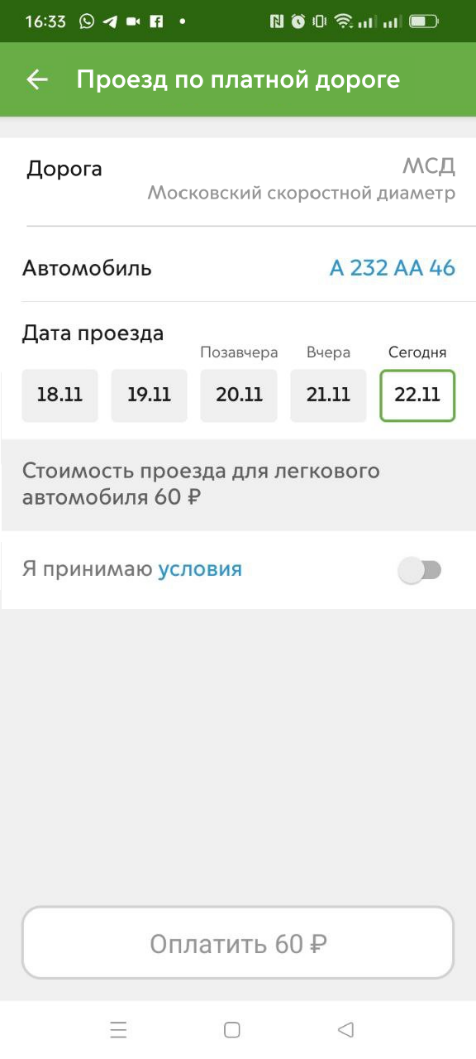 16:33
Проезд по платной дороге
Дорога
МСД
Московский скоростной диаметр
Автомобиль
А 232 АА 46
Дата проезда
Позавчера Вчера Сегодня
18.11 19.11 20.11 21.11 22.11
Стоимость проезда для легкового
автомобиля 60 ₽
Я принимаю условия
Оплатить 60 ₽